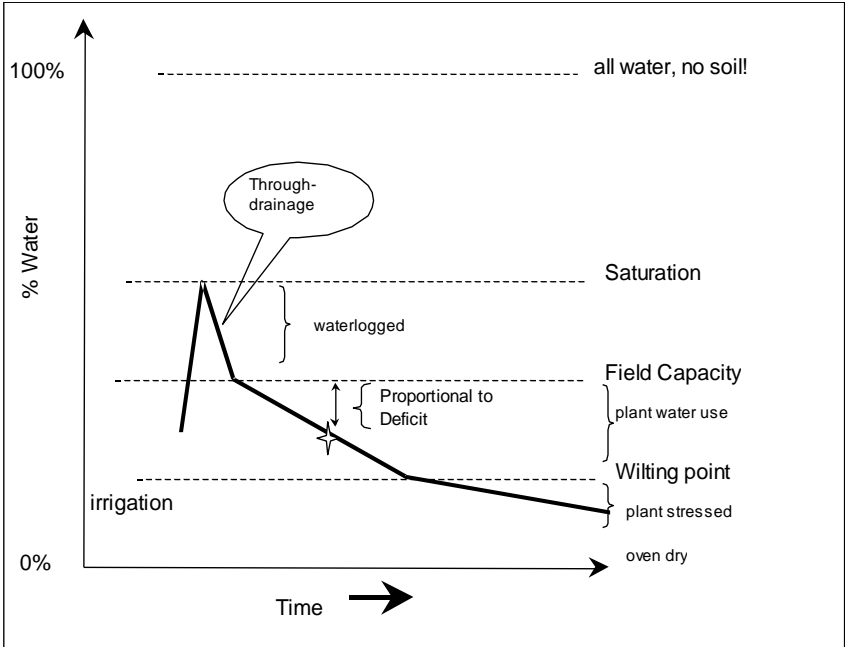 100%
all water, no soil!
Through-
drainage
% Water
Saturation
waterlogged
Field Capacity
Proportional to
Deficit
plant water use
Wilting point
irrigation
plant stressed
oven dry
0%
Time